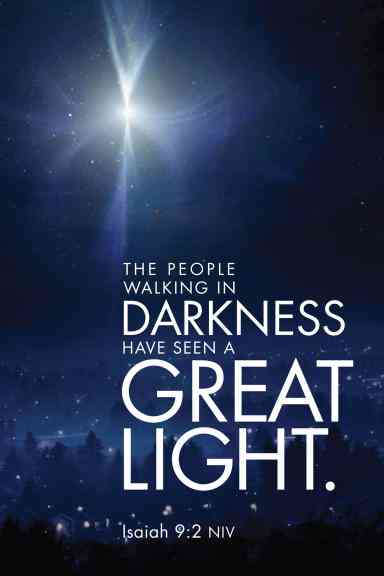 THE PEOPLE
WALKING IN
DARKNESS
HAVE SEEN A
GREAT
LIGHT.
Isaiah 9:2 NIV